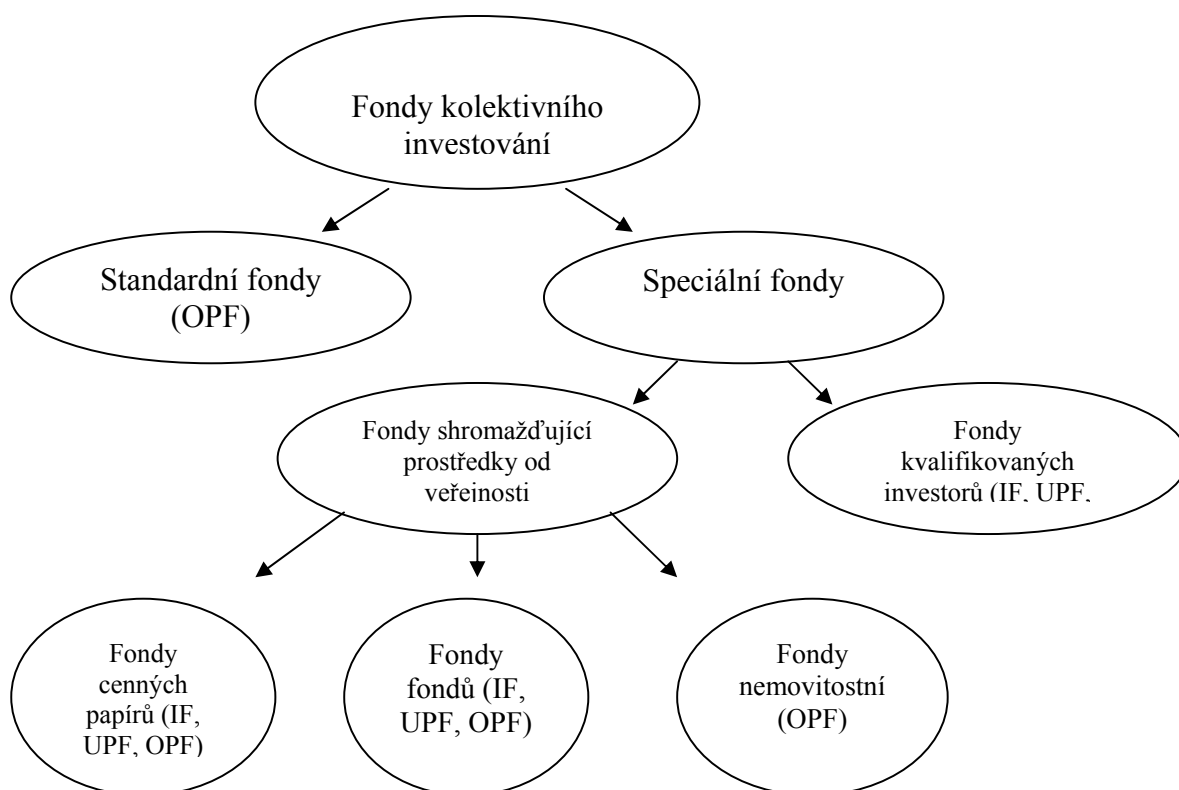 Fondy kolektivního
investování
Standardní fondy
(OPF)
Speciální fondy
Fondy shromažďující
prostředky od
veřejnosti
Fondy
kvalifikovaných
investorů (IF, UPF,
Fondy
cenných
papírů (IF,
UPF, OPF)
Fondy
fondů (IF,
UPF, OPF)
Fondy
nemovitostní
(OPF)